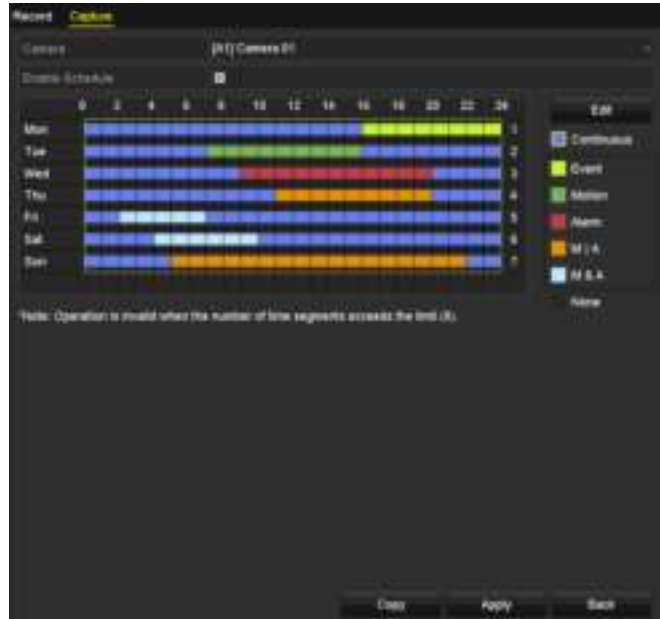 Record Capture
Camera [A1] Camera 01
Enable Schedule
0 2 4 6 8 10 12 14 16 18 20 22 24
Edit
Mon 1
Continuous
Tue 2
Event
Wed 3
Motion
Thu 4
Alarm
Fri 5
M | A
Sat 6
M & A
Sun 7
None
*Note: Operation is invalid when the number of time segments exceeds the limit (8).
Copy Apply Back